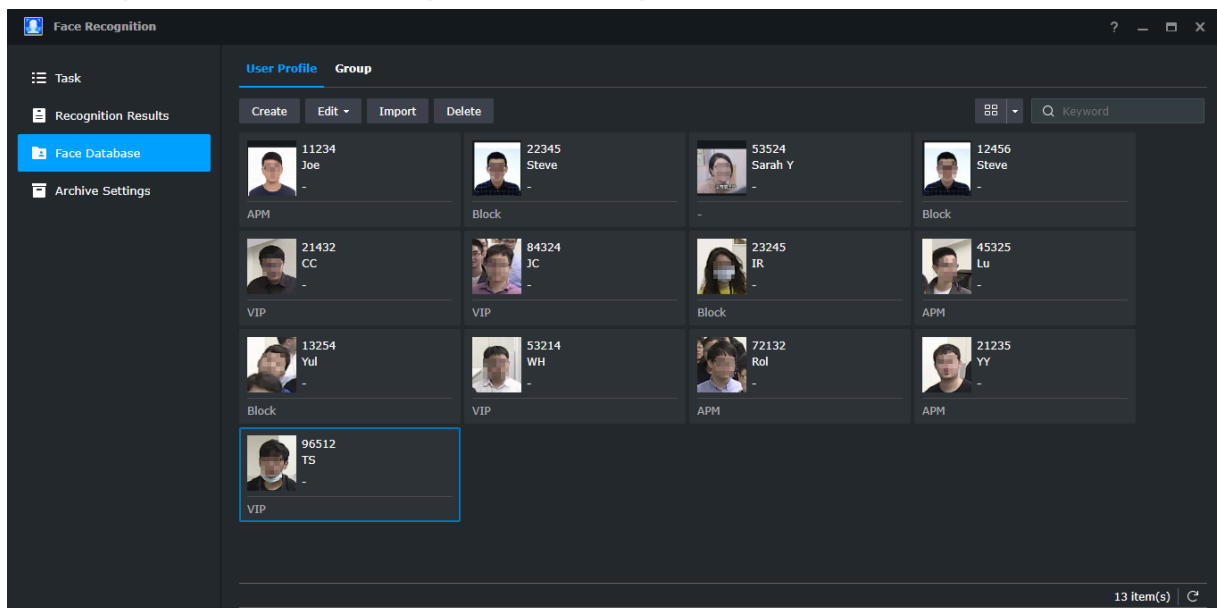 Face Recognition
?
Task
Recognition Results
Face Database
Archive Settings
User Profile Group
Create Edit Import Delete
Keyword
11234
Joe
-
APM
22345
Steve
-
Block
53524
Sarah Y
-
-
12456
Steve
-
Block
21432
CC
-
VIP
84324
JC
-
VIP
23245
IR
-
Block
45325
Lu
-
APM
13254
Yul
-
Block
53214
WH
-
VIP
72132
Rol
-
APM
21235
YY
-
APM
96512
TS
-
VIP
13 item(s)